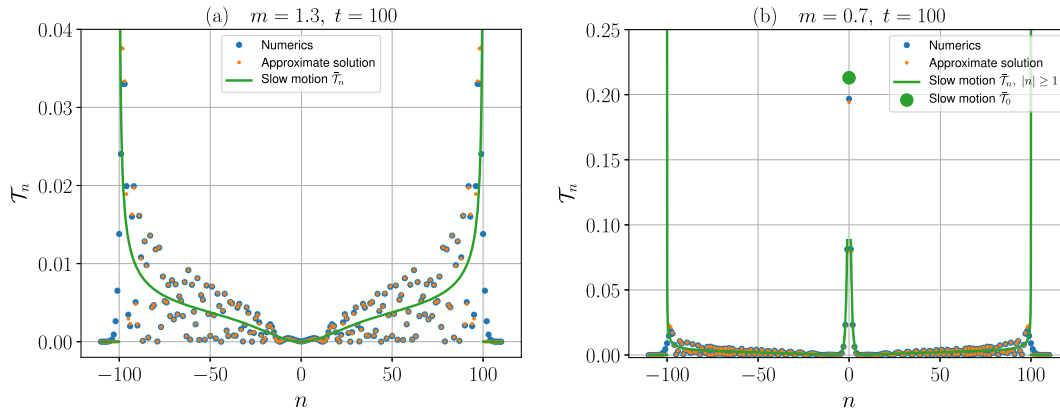 (a) m = 1.3, t = 100
0.04
0.03
0.02
0.01
0.00
𝒯ₙ
−100 −50 0 50 100
n
Numerics
Approximate solution
Slow motion 𝒯̄ₙ
(b) m = 0.7, t = 100
0.25
0.20
0.15
0.10
0.05
0.00
𝒯ₙ
−100 −50 0 50 100
n
Numerics
Approximate solution
Slow motion 𝒯̄ₙ, |n| ≥ 1
Slow motion 𝒯̄₀